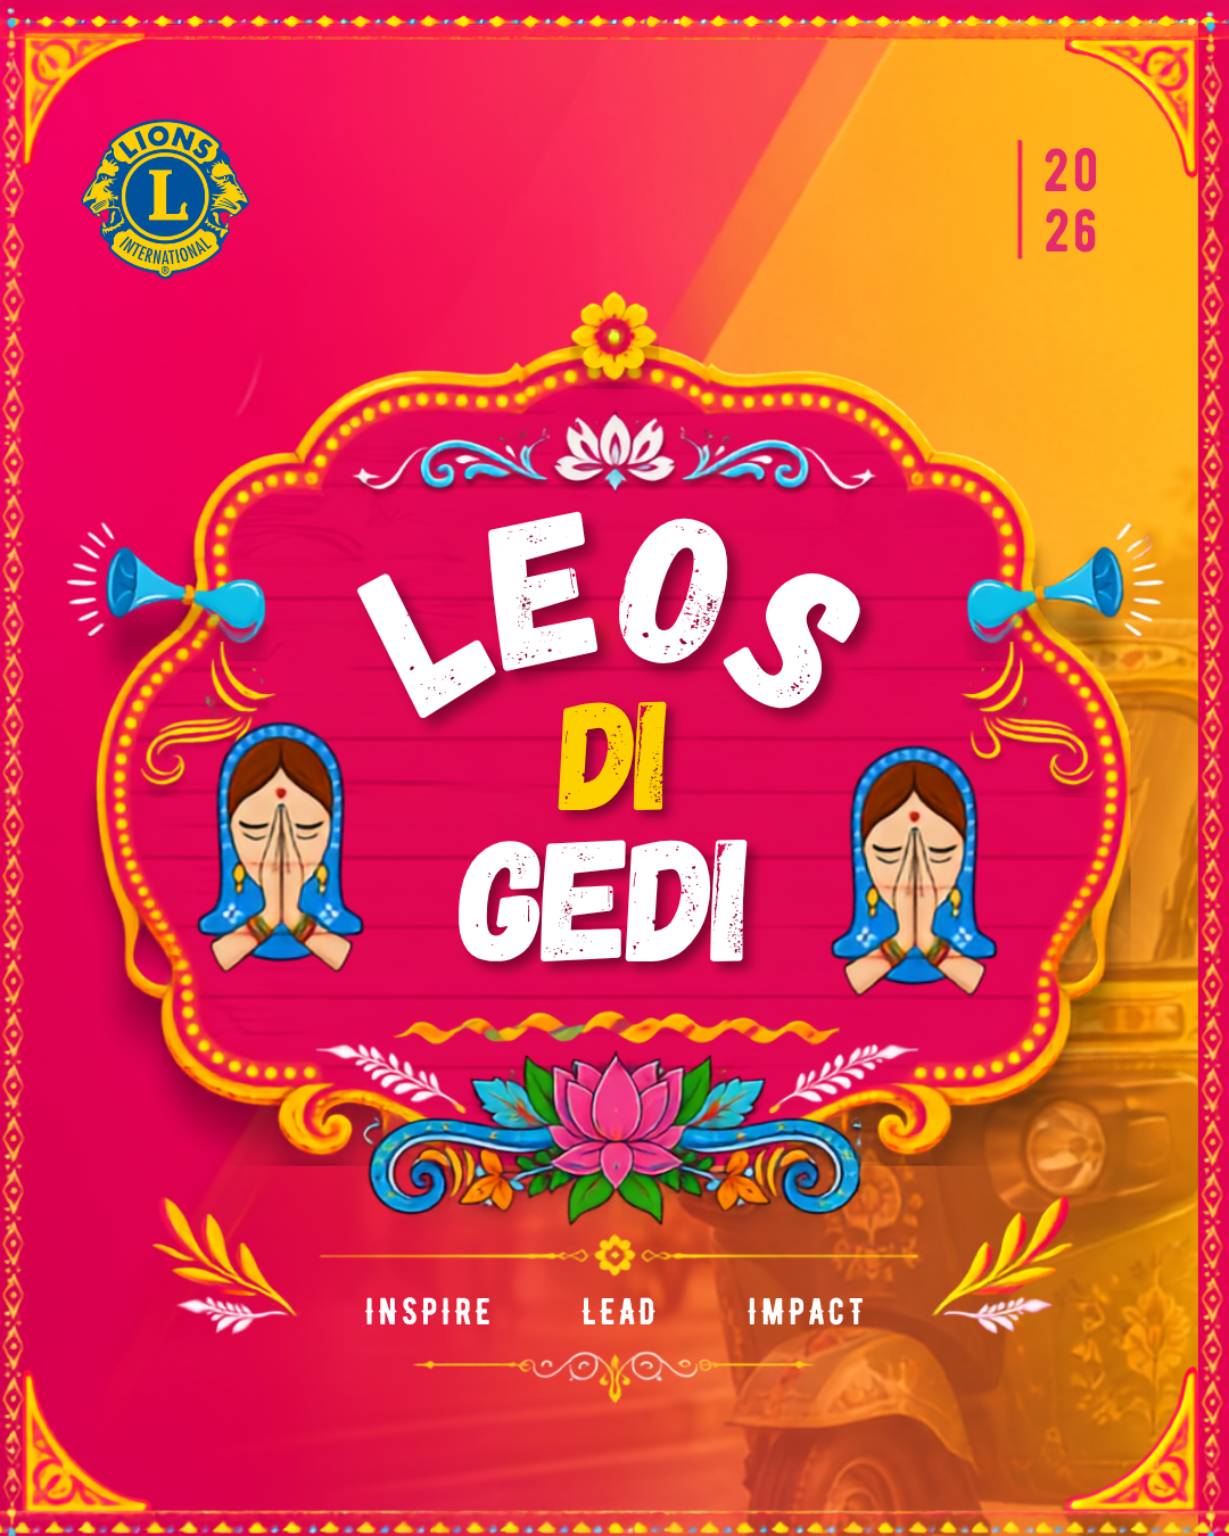 LIONS
L
INTERNATIONAL
®
20
26
LEOS
DI
GEDI
INSPIRE LEAD IMPACT